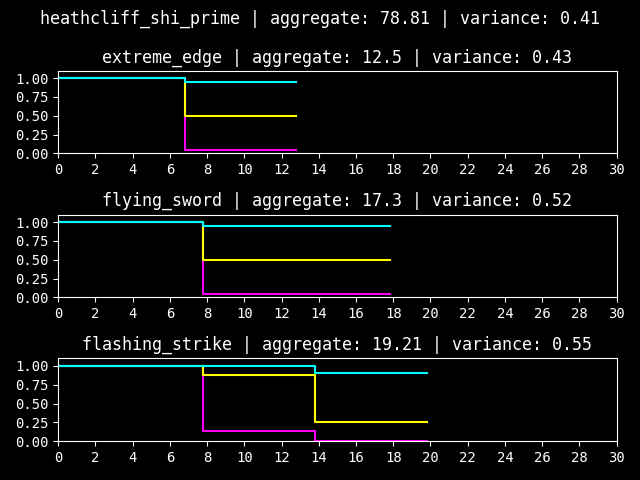 heathcliff_shi_prime | aggregate: 78.81 | variance: 0.41
extreme_edge | aggregate: 12.5 | variance: 0.43
1.00
0.75
0.50
0.25
0.00
0 2 4 6 8 10 12 14 16 18 20 22 24 26 28 30
flying_sword | aggregate: 17.3 | variance: 0.52
1.00
0.75
0.50
0.25
0.00
0 2 4 6 8 10 12 14 16 18 20 22 24 26 28 30
flashing_strike | aggregate: 19.21 | variance: 0.55
1.00
0.75
0.50
0.25
0.00
0 2 4 6 8 10 12 14 16 18 20 22 24 26 28 30